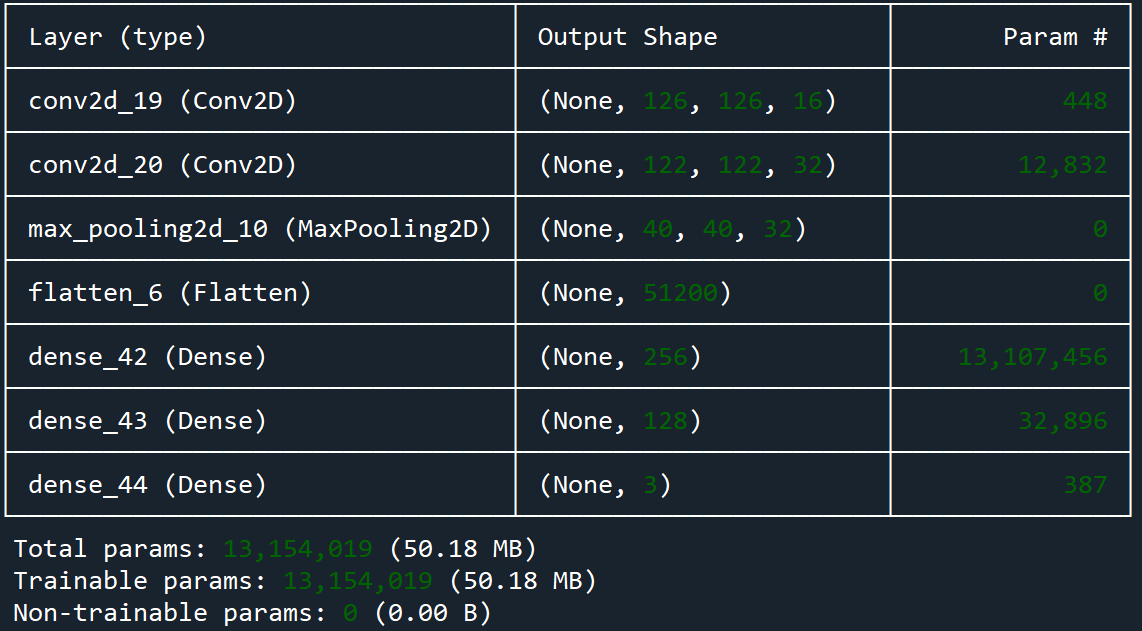 Layer (type) Output Shape Param #
conv2d_19 (Conv2D) (None, 126, 126, 16) 448
conv2d_20 (Conv2D) (None, 122, 122, 32) 12,832
max_pooling2d_10 (MaxPooling2D) (None, 40, 40, 32) 0
flatten_6 (Flatten) (None, 51200) 0
dense_42 (Dense) (None, 256) 13,107,456
dense_43 (Dense) (None, 128) 32,896
dense_44 (Dense) (None, 3) 387
Total params: 13,154,019 (50.18 MB)
Trainable params: 13,154,019 (50.18 MB)
Non-trainable params: 0 (0.00 B)